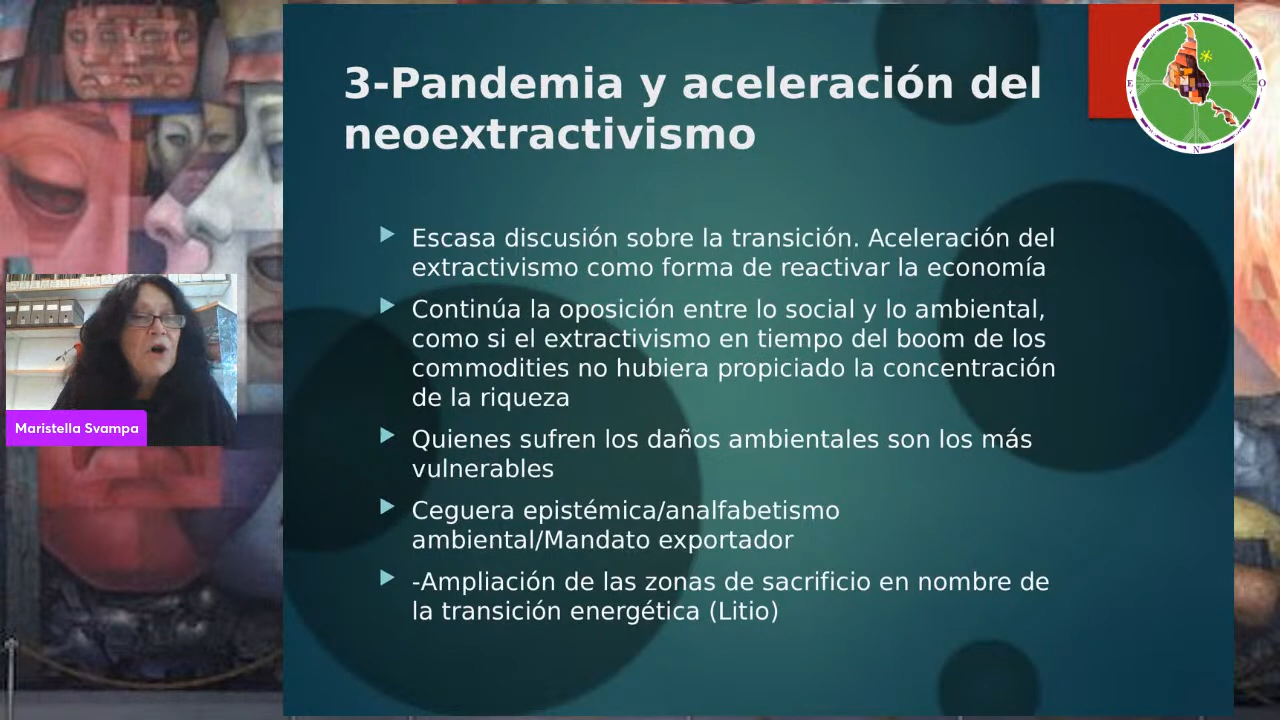 3-Pandemia y aceleración del
neoextractivismo
Escasa discusión sobre la transición. Aceleración del
extractivismo como forma de reactivar la economía
Continúa la oposición entre lo social y lo ambiental,
como si el extractivismo en tiempo del boom de los
commodities no hubiera propiciado la concentración
de la riqueza
Quienes sufren los daños ambientales son los más
vulnerables
Ceguera epistémica/analfabetismo
ambiental/Mandato exportador
-Ampliación de las zonas de sacrificio en nombre de
la transición energética (Litio)
Maristella Svampa
S
E
O
N